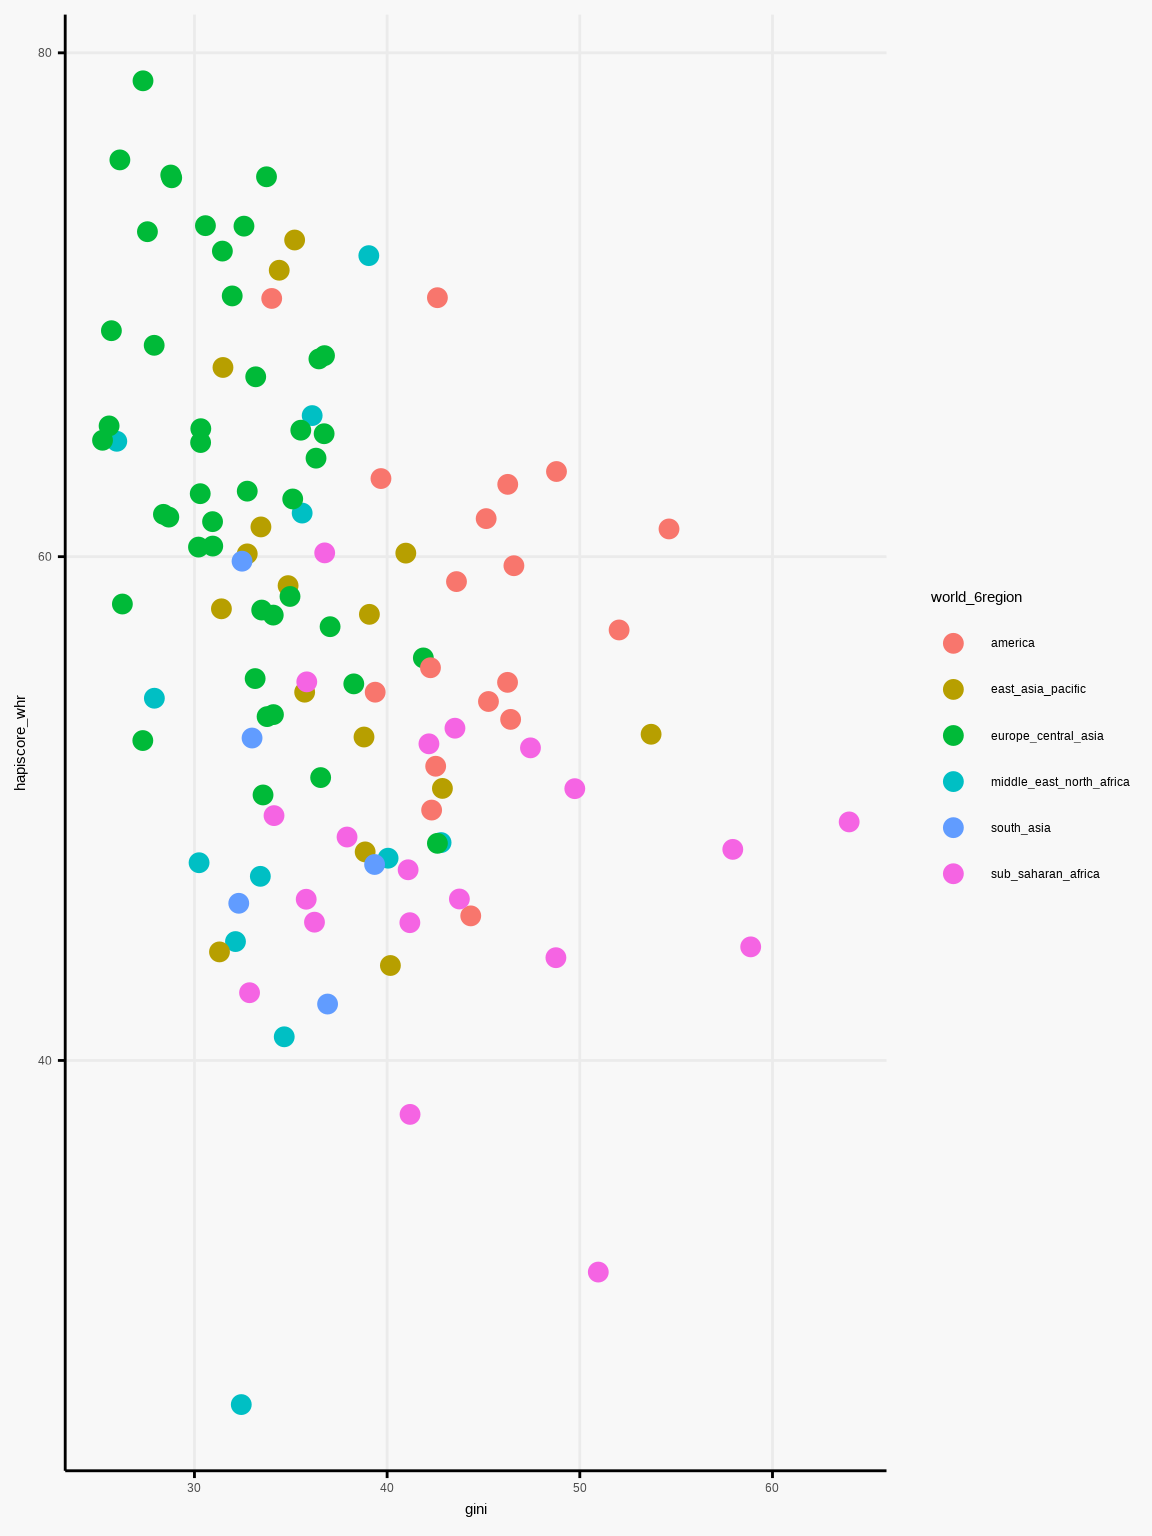 80
60
40
hapiscore_whr
30 40 50 60
gini
world_6region
america
east_asia_pacific
europe_central_asia
middle_east_north_africa
south_asia
sub_saharan_africa